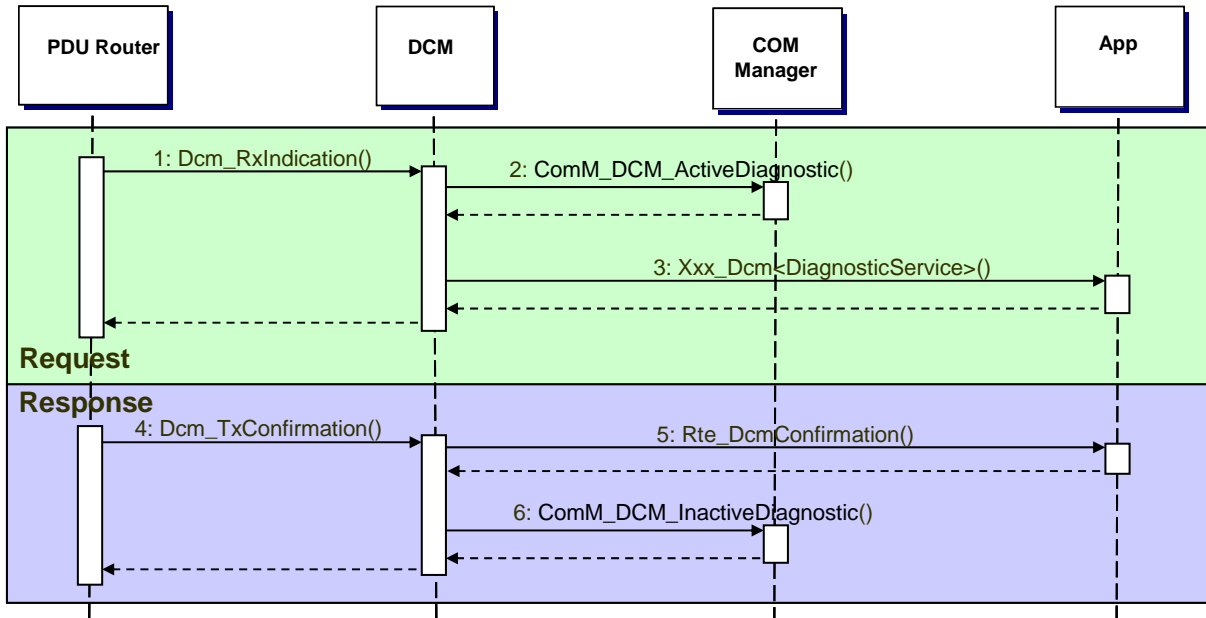 PDU Router
DCM
COM
Manager
App
1: Dcm_RxIndication()
2: ComM_DCM_ActiveDiagnostic()
3: Xxx_Dcm<DiagnosticService>()
Request
Response
4: Dcm_TxConfirmation()
5: Rte_DcmConfirmation()
6: ComM_DCM_InactiveDiagnostic()